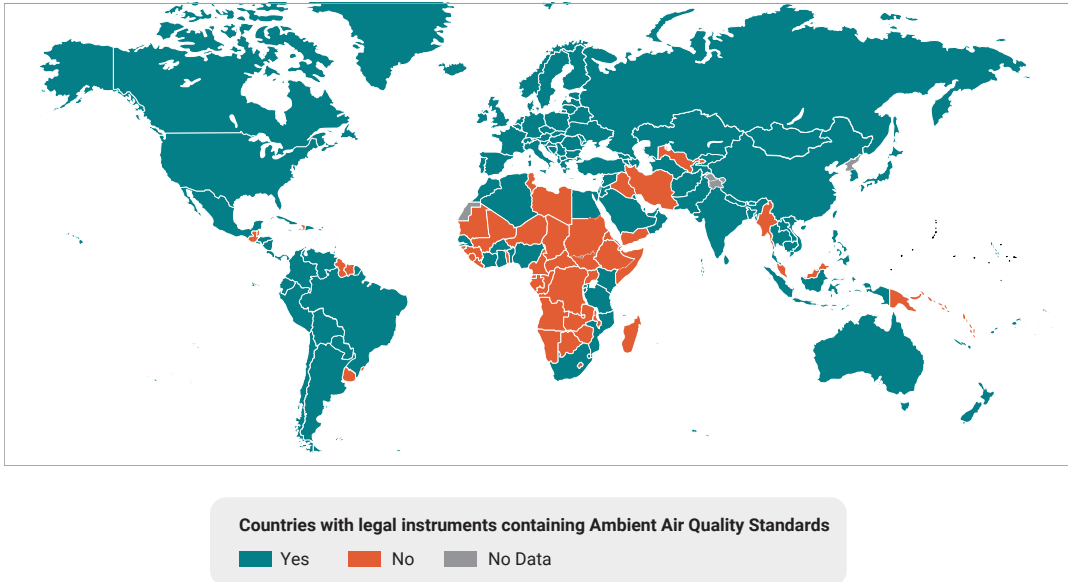 Countries with legal instruments containing Ambient Air Quality Standards
Yes No No Data